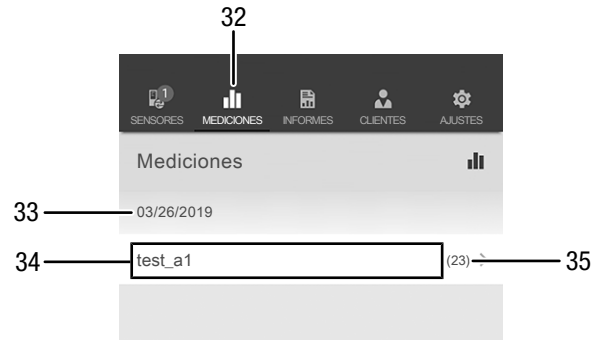 32
1
SENSORES MEDICIONES INFORMES CLIENTES AJUSTES
Mediciones
33 03/26/2019
34 test_a1 (23) 35